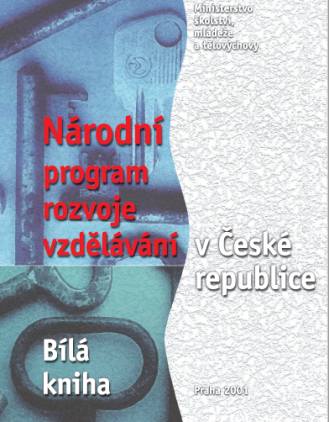 Ministerstvo
školství,
mládeže
a tělovýchovy
Národní
program
rozvoje
vzdělávání
v České
republice
Bílá
kniha
Praha 2001